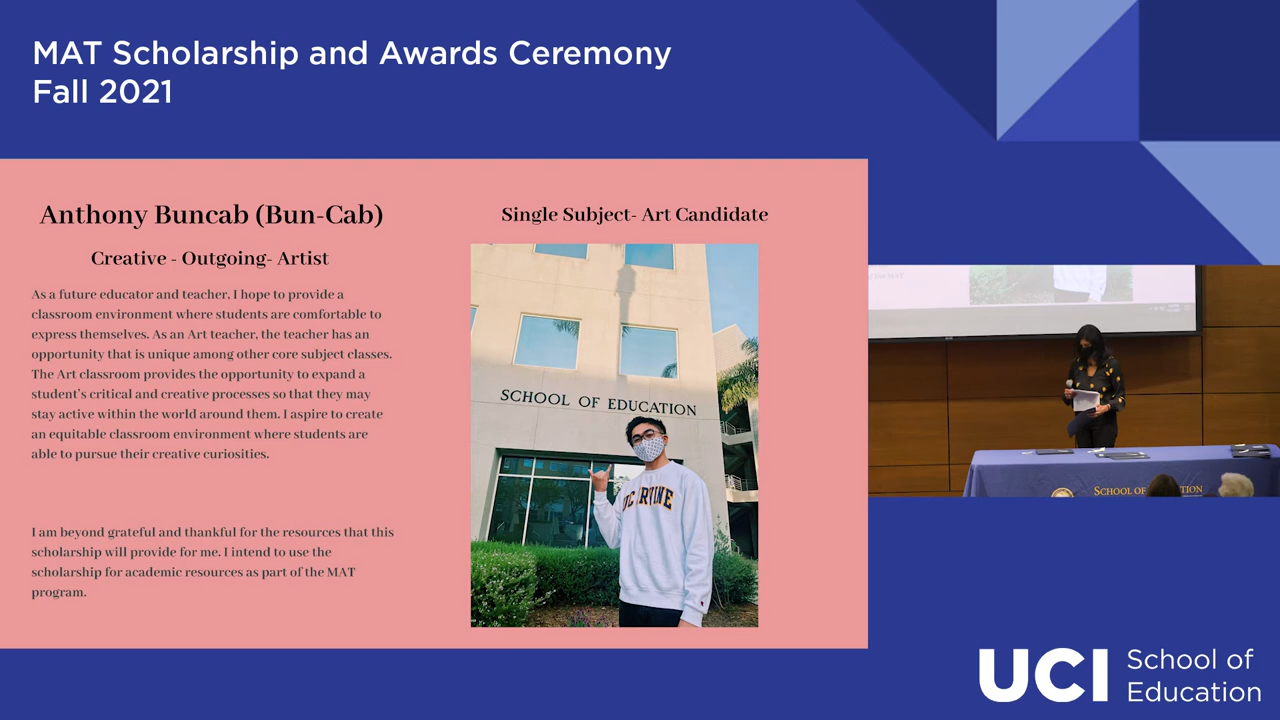 MAT Scholarship and Awards Ceremony
Fall 2021
Anthony Buncab (Bun-Cab)
Creative - Outgoing- Artist
As a future educator and teacher, I hope to provide a
classroom environment where students are comfortable to
express themselves. As an Art teacher, the teacher has an
opportunity that is unique among other core subject classes.
The Art classroom provides the opportunity to expand a
student's critical and creative processes so that they may
stay active within the world around them. I aspire to create
an equitable classroom environment where students are
able to pursue their creative curiosities.
I am beyond grateful and thankful for the resources that this
scholarship will provide for me. I intend to use the
scholarship for academic resources as part of the MAT
program.
Single Subject- Art Candidate
SCHOOL OF EDUCATION
UC IRVINE
SCHOOL OF EDUCATION
UCI School of
Education